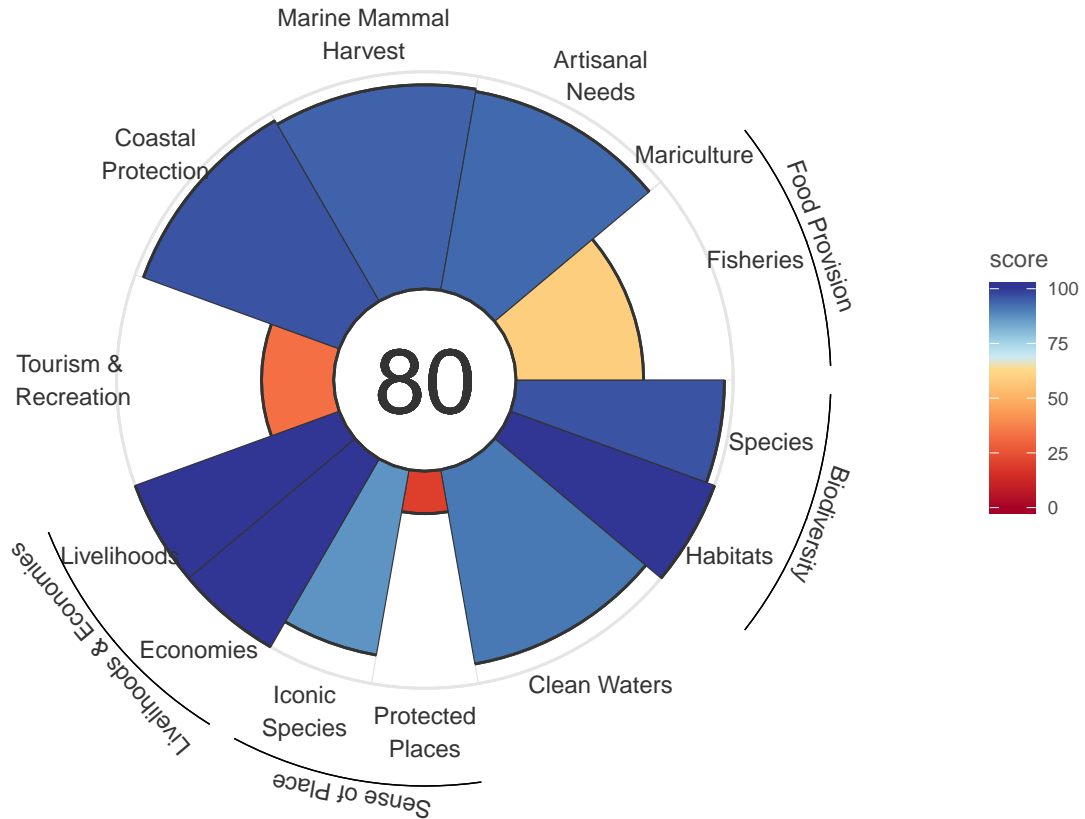 Marine Mammal
Harvest
Artisanal
Needs
Coastal
Protection
Mariculture
Food Provision
Fisheries
score
100
75
50
25
0
80
Tourism &
Recreation
Species
Biodiversity
Habitats
Livelihoods
Livelihoods & Economies
Economies
Clean Waters
Iconic
Species
Protected
Places
Sense of Place